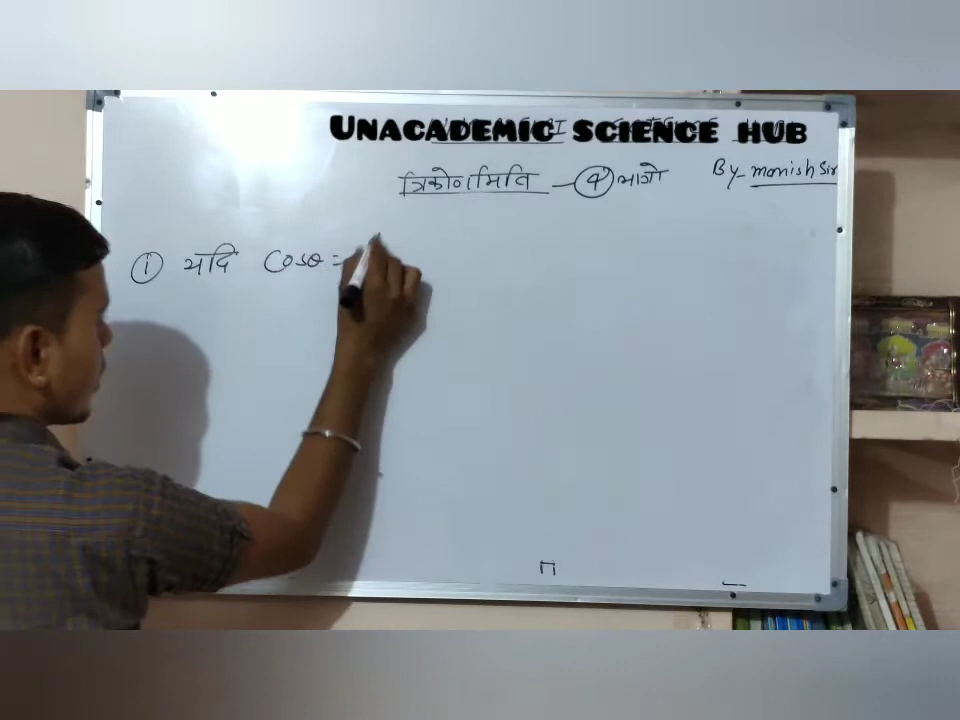 UNACADEMIC SCIENCE HUB
त्रिकोणमिति — 4 भागो By- monish Sir
① यदि Cosθ =